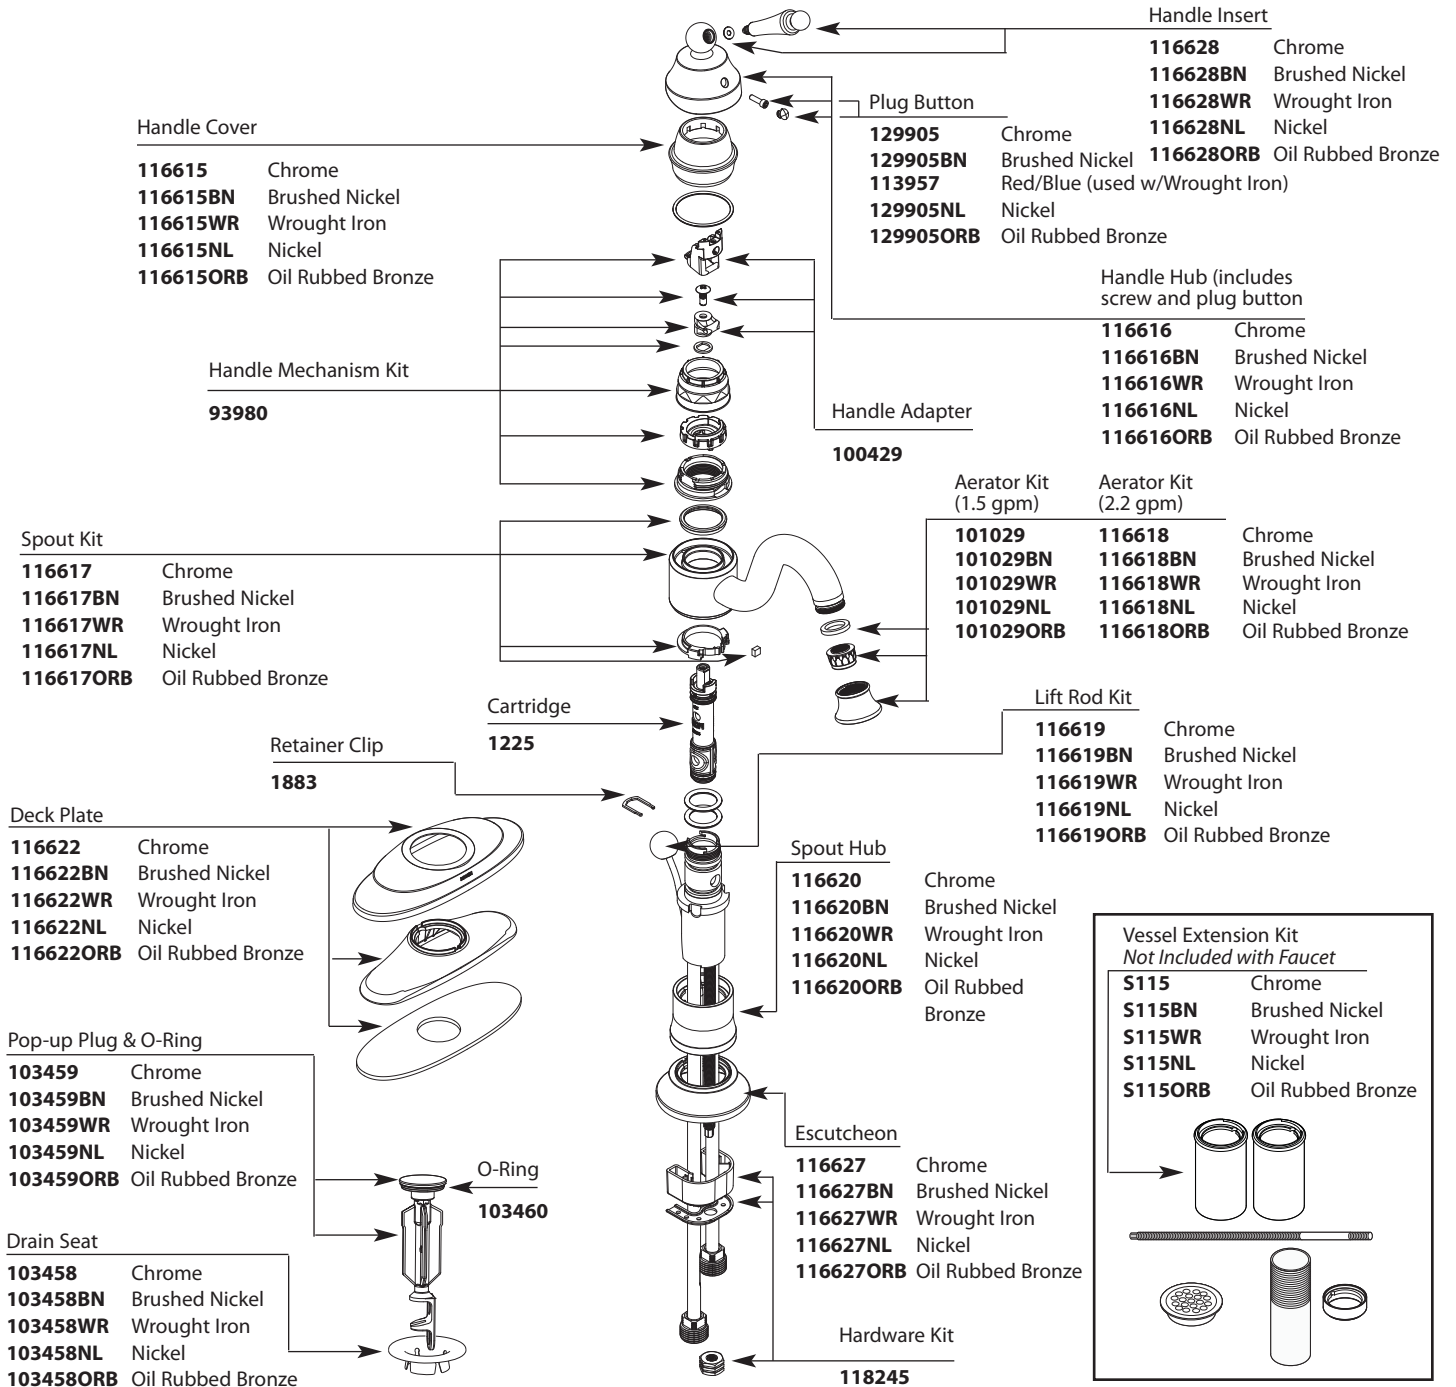 Handle Insert
116628 Chrome
116628BN Brushed Nickel
116628WR Wrought Iron
116628NL Nickel
116628ORB Oil Rubbed Bronze
Plug Button
129905 Chrome
129905BN Brushed Nickel
113957 Red/Blue (used w/Wrought Iron)
129905NL Nickel
129905ORB Oil Rubbed Bronze
Handle Cover
116615 Chrome
116615BN Brushed Nickel
116615WR Wrought Iron
116615NL Nickel
116615ORB Oil Rubbed Bronze
Handle Hub (includes
screw and plug button
116616 Chrome
116616BN Brushed Nickel
116616WR Wrought Iron
116616NL Nickel
116616ORB Oil Rubbed Bronze
Handle Mechanism Kit
93980
Handle Adapter
100429
Aerator Kit Aerator Kit
(1.5 gpm) (2.2 gpm)
101029 116618 Chrome
101029BN 116618BN Brushed Nickel
101029WR 116618WR Wrought Iron
101029NL 116618NL Nickel
101029ORB 116618ORB Oil Rubbed Bronze
Spout Kit
116617 Chrome
116617BN Brushed Nickel
116617WR Wrought Iron
116617NL Nickel
116617ORB Oil Rubbed Bronze
Cartridge
1225
Lift Rod Kit
116619 Chrome
116619BN Brushed Nickel
116619WR Wrought Iron
116619NL Nickel
116619ORB Oil Rubbed Bronze
Retainer Clip
1883
Deck Plate
116622 Chrome
116622BN Brushed Nickel
116622WR Wrought Iron
116622NL Nickel
116622ORB Oil Rubbed Bronze
Spout Hub
116620 Chrome
116620BN Brushed Nickel
116620WR Wrought Iron
116620NL Nickel
116620ORB Oil Rubbed
Bronze
Vessel Extension Kit
Not Included with Faucet
S115 Chrome
S115BN Brushed Nickel
S115WR Wrought Iron
S115NL Nickel
S115ORB Oil Rubbed Bronze
Pop-up Plug & O-Ring
103459 Chrome
103459BN Brushed Nickel
103459WR Wrought Iron
103459NL Nickel
103459ORB Oil Rubbed Bronze
O-Ring
103460
Escutcheon
116627 Chrome
116627BN Brushed Nickel
116627WR Wrought Iron
116627NL Nickel
116627ORB Oil Rubbed Bronze
Drain Seat
103458 Chrome
103458BN Brushed Nickel
103458WR Wrought Iron
103458NL Nickel
103458ORB Oil Rubbed Bronze
Hardware Kit
118245